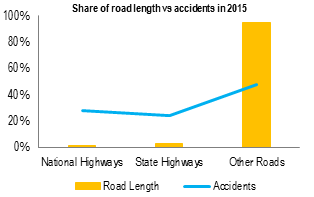 Share of road length vs accidents in 2015
100%
80%
60%
40%
20%
0%
National Highways State Highways Other Roads
Road Length Accidents